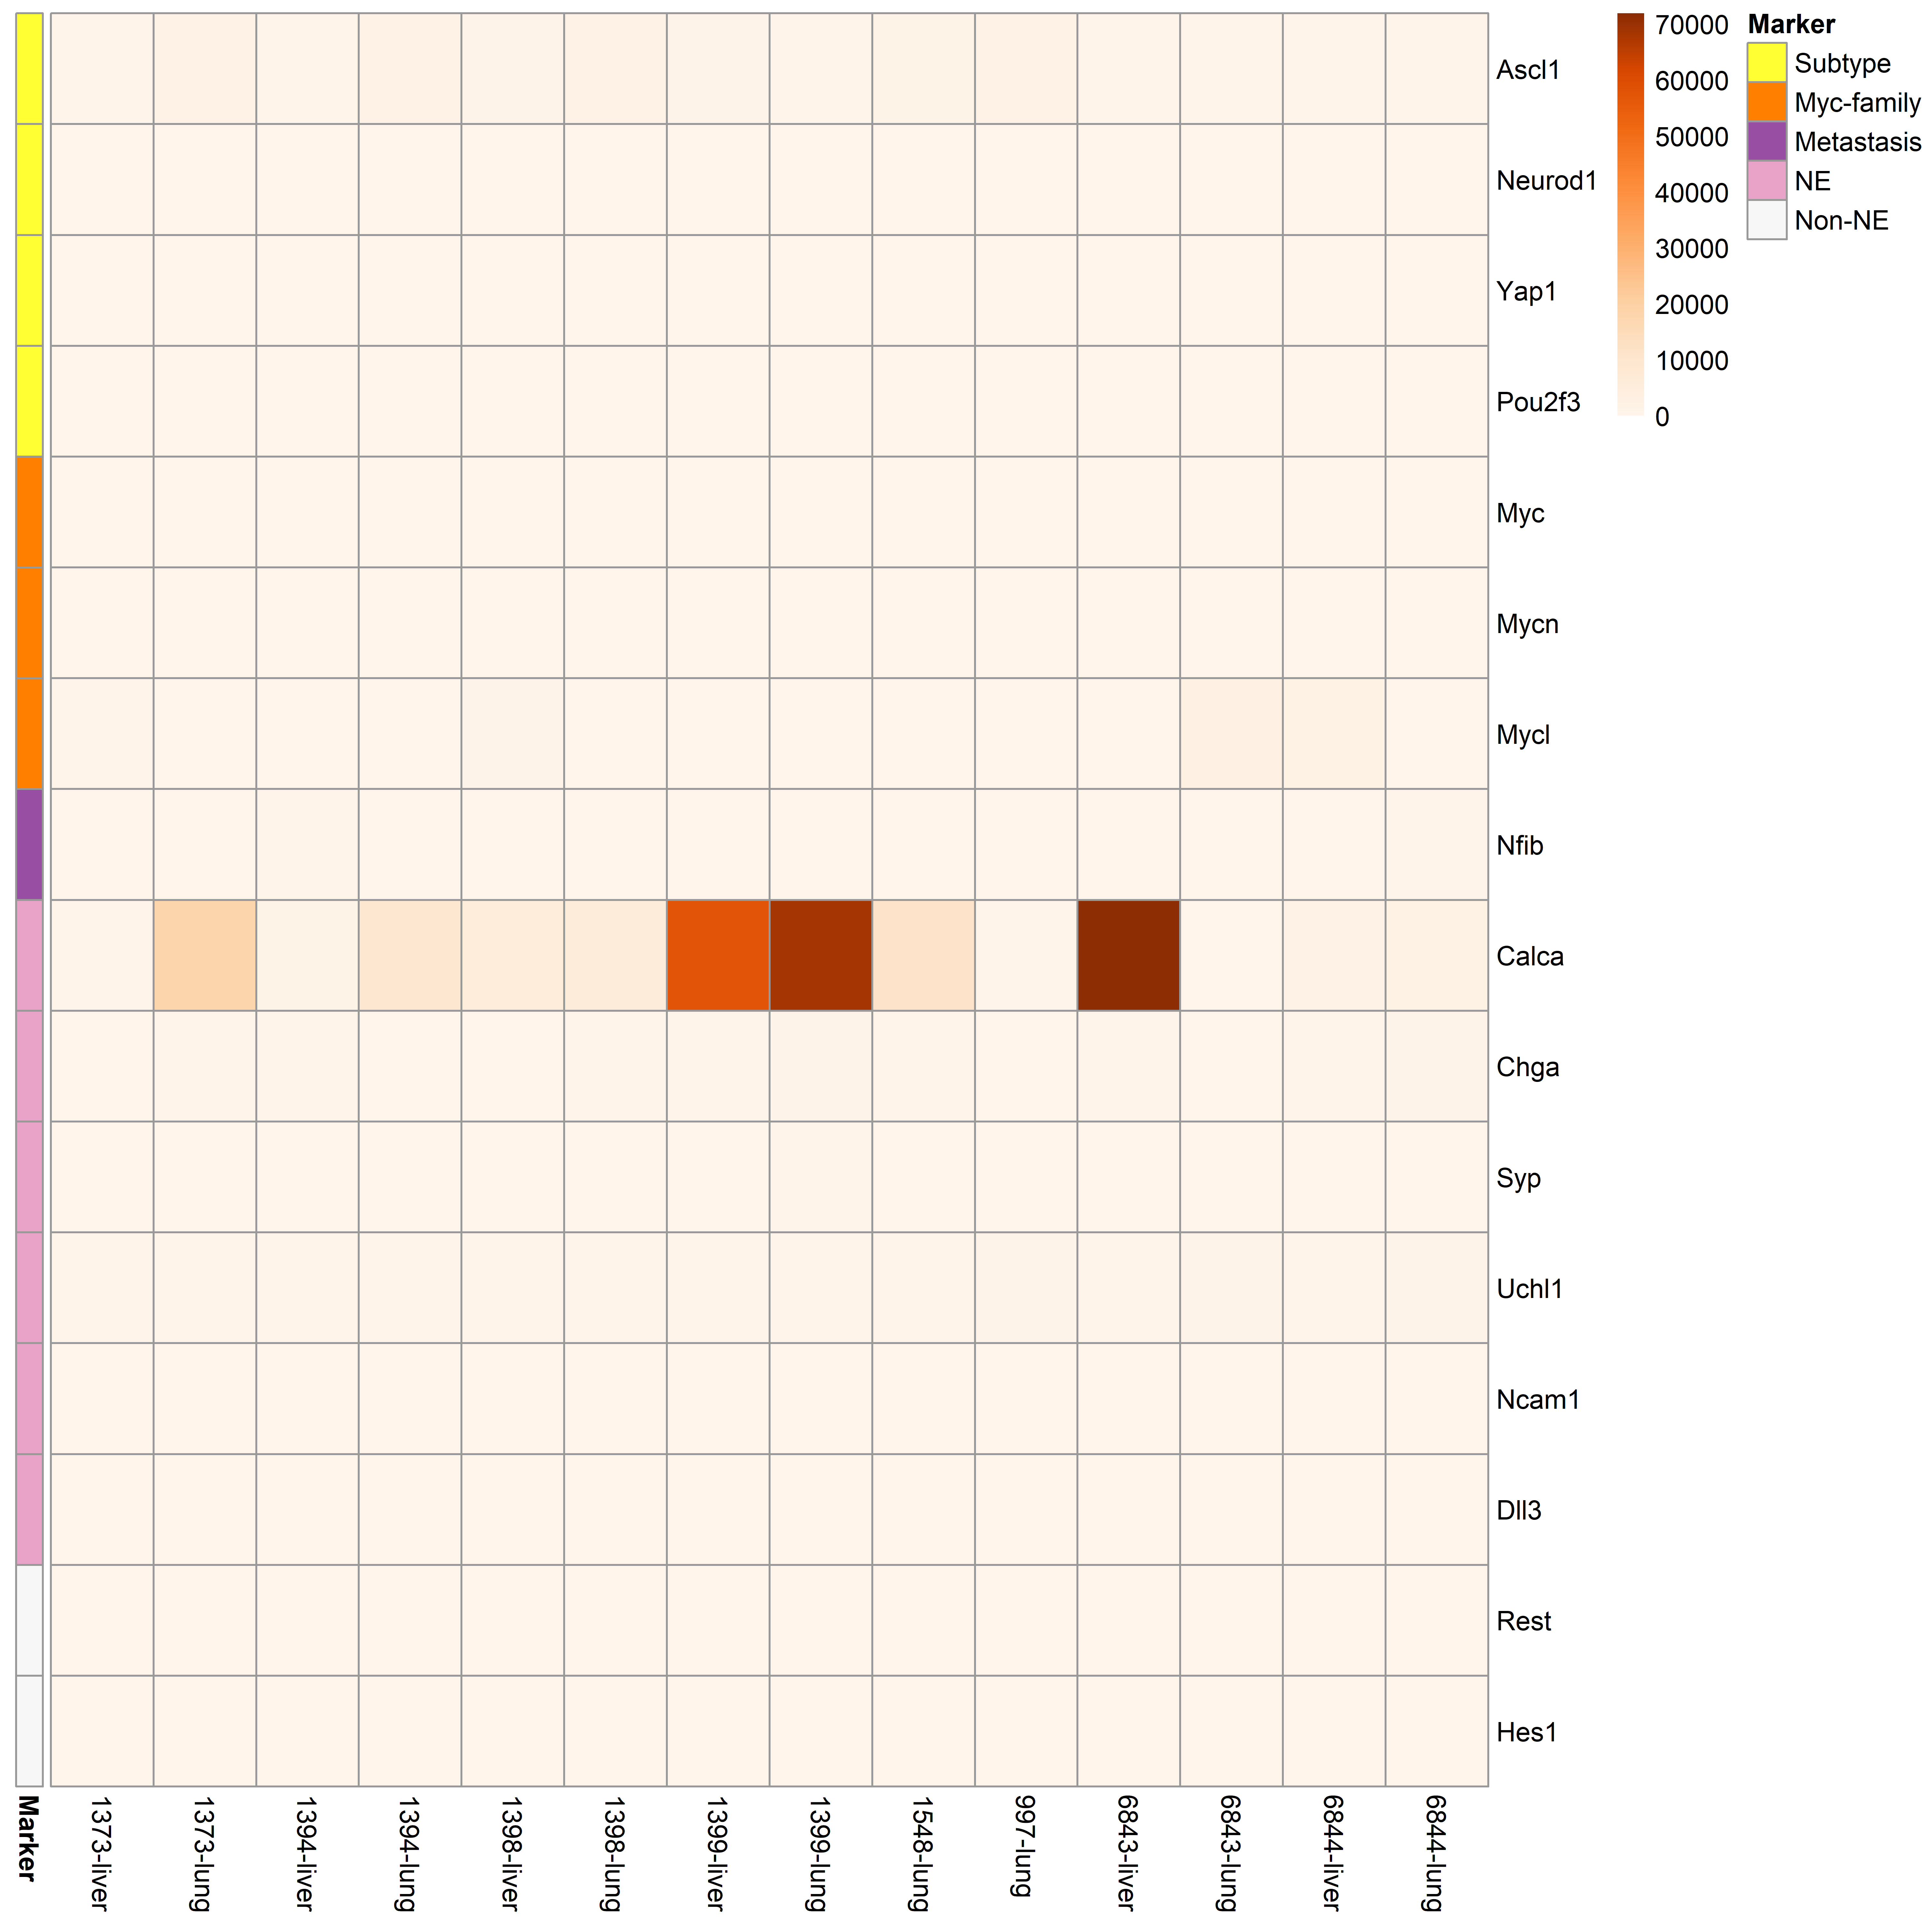 Ascl1
Neurod1
Yap1
Pou2f3
Myc
Mycn
Mycl
Nfib
Calca
Chga
Syp
Uchl1
Ncam1
Dll3
Rest
Hes1
70000
60000
50000
40000
30000
20000
10000
0
Marker
Subtype
Myc-family
Metastasis
NE
Non-NE
Marker
1373-liver
1373-lung
1394-liver
1394-lung
1398-liver
1398-lung
1399-liver
1399-lung
1548-lung
997-lung
6843-liver
6843-lung
6844-liver
6844-lung